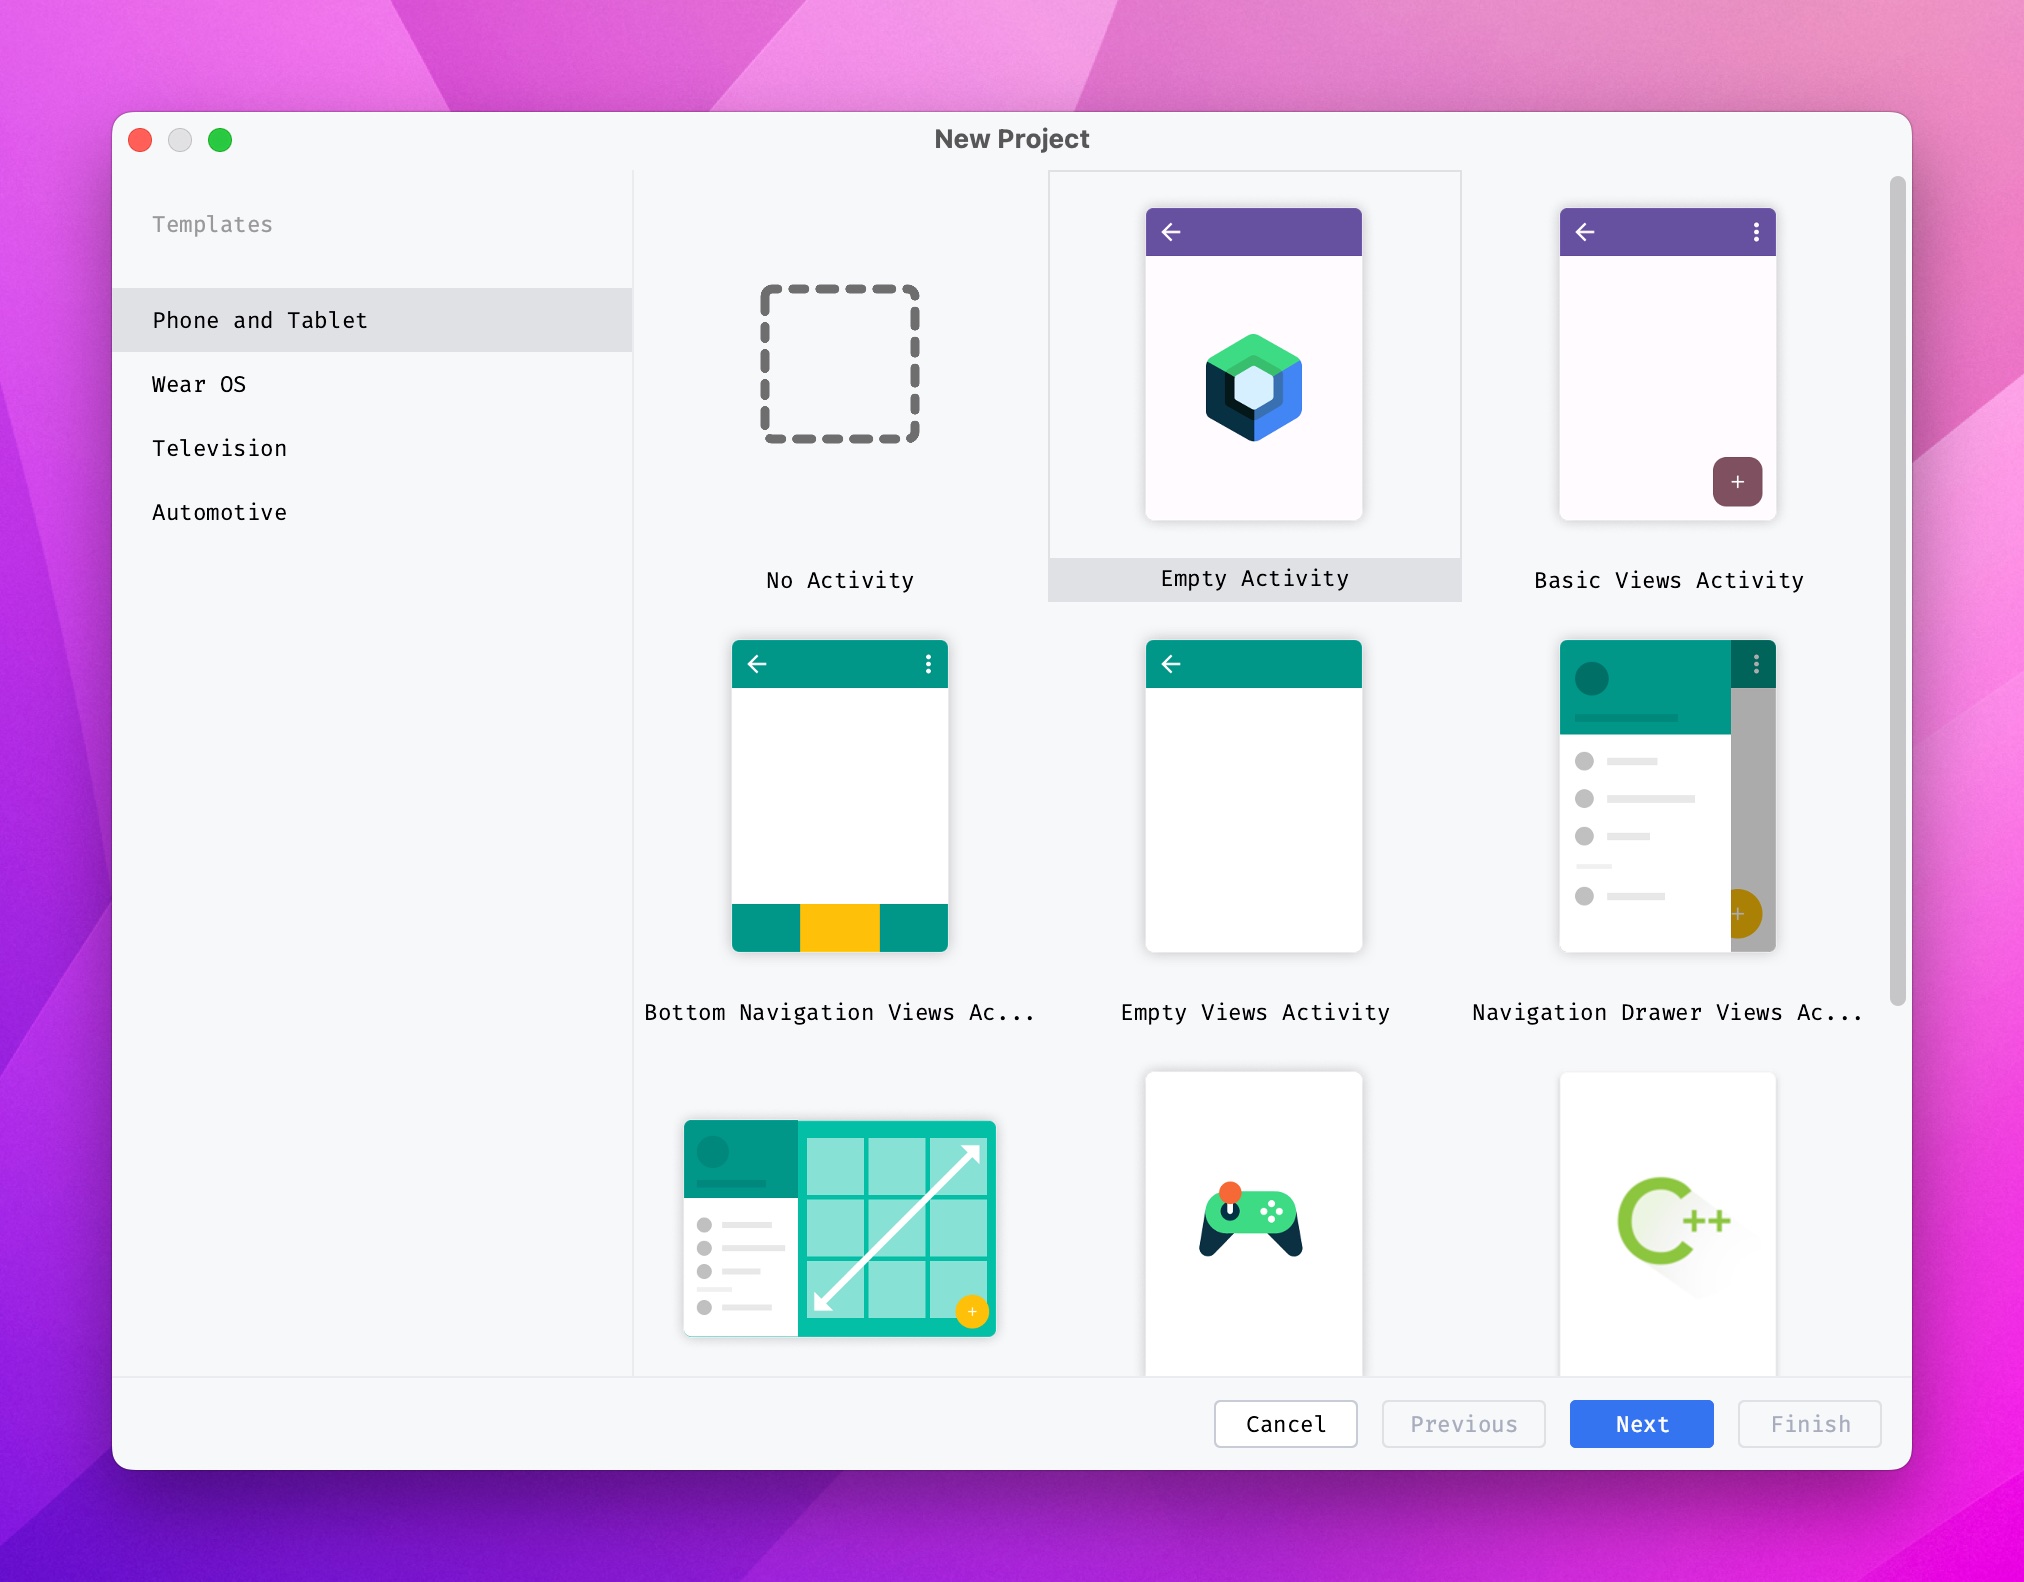 New Project
Templates
Phone and Tablet
Wear OS
Television
Automotive
No Activity
Empty Activity
Basic Views Activity
Bottom Navigation Views Ac...
Empty Views Activity
Navigation Drawer Views Ac...
C++
Cancel
Previous
Next
Finish